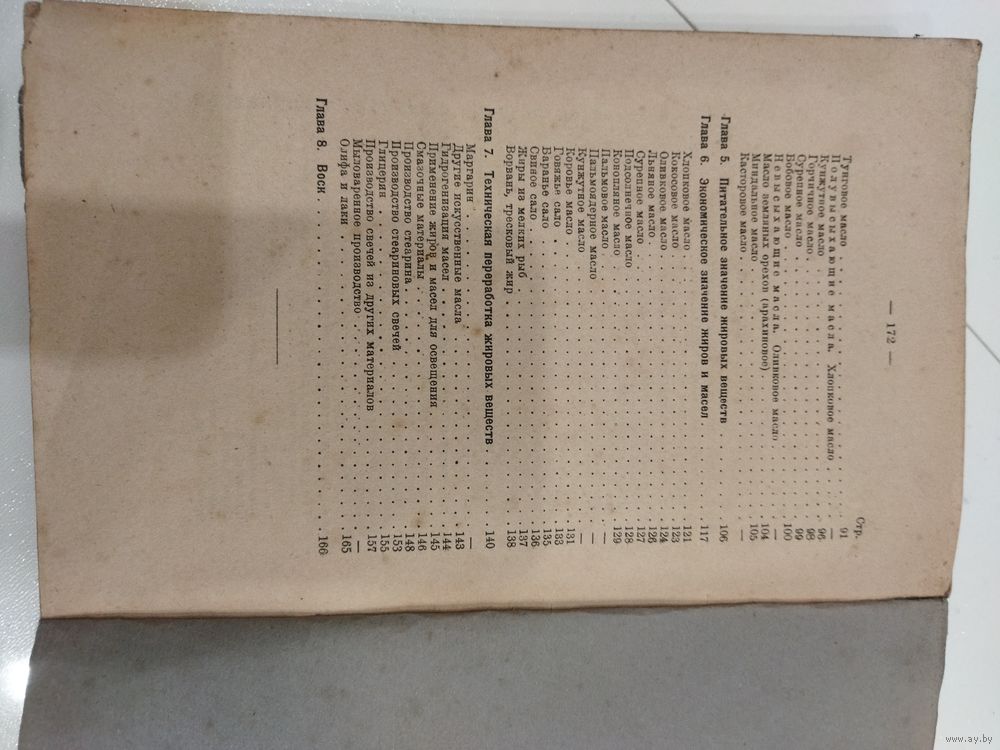 — 172 —
Стр.
Тунговое масло . . . . . . . . . . . . . . . . 91
Полувысыхающие масла. Хлопковое масло . . . . —
Кунжутное масло . . . . . . . . . . . . . . . . 96
Горчичное масло . . . . . . . . . . . . . . . . 98
Сурепное масло . . . . . . . . . . . . . . . . 99
Бобовое масло . . . . . . . . . . . . . . . . 100
Невысыхающие масла. Оливковое масло . . . . —
Масло земляных орехов (арахиновое) . . . . . . . . 104
Миндальное масло . . . . . . . . . . . . . . . . 105
Касторовое масло . . . . . . . . . . . . . . . . —
Глава 5. Питательное значение жировых веществ . . . . 106
Глава 6. Экономическое значение жиров и масел . . . . 117
Хлопковое масло . . . . . . . . . . . . . . . . 121
Кокосовое масло . . . . . . . . . . . . . . . . 123
Оливковое масло . . . . . . . . . . . . . . . . 124
Льняное масло . . . . . . . . . . . . . . . . 126
Сурепное масло . . . . . . . . . . . . . . . . 127
Подсолнечное масло . . . . . . . . . . . . . . . . 128
Конопляное масло . . . . . . . . . . . . . . . . 129
Пальмовое масло . . . . . . . . . . . . . . . . —
Пальмоядерное масло . . . . . . . . . . . . . . . . —
Кунжутное масло . . . . . . . . . . . . . . . . —
Коровье масло . . . . . . . . . . . . . . . . 131
Говяжье сало . . . . . . . . . . . . . . . . 133
Баранье сало . . . . . . . . . . . . . . . . 135
Свиное сало . . . . . . . . . . . . . . . . 136
Жиры из мелких рыб . . . . . . . . . . . . . . . . 137
Ворвань, тресковый жир . . . . . . . . . . . . . . . . 138
Глава 7. Техническая переработка жировых веществ . . . . 140
Маргарин . . . . . . . . . . . . . . . . —
Другие искусственные масла . . . . . . . . . . . . 143
Гидрогенизация масел . . . . . . . . . . . . . . . . 144
Применение жиров и масел для освещения . . . . . . . . 145
Смазочные материалы . . . . . . . . . . . . . . . . 146
Производство стеарина . . . . . . . . . . . . . . . . 148
Производство стеариновых свечей . . . . . . . . . . . . 153
Глицерин . . . . . . . . . . . . . . . . 155
Производство свечей из других материалов . . . . . . . . 157
Мыловаренное производство . . . . . . . . . . . . —
Олифа и лаки . . . . . . . . . . . . . . . . 165
Глава 8. Воск . . . . . . . . . . . . . . . . 166
www.ay.by